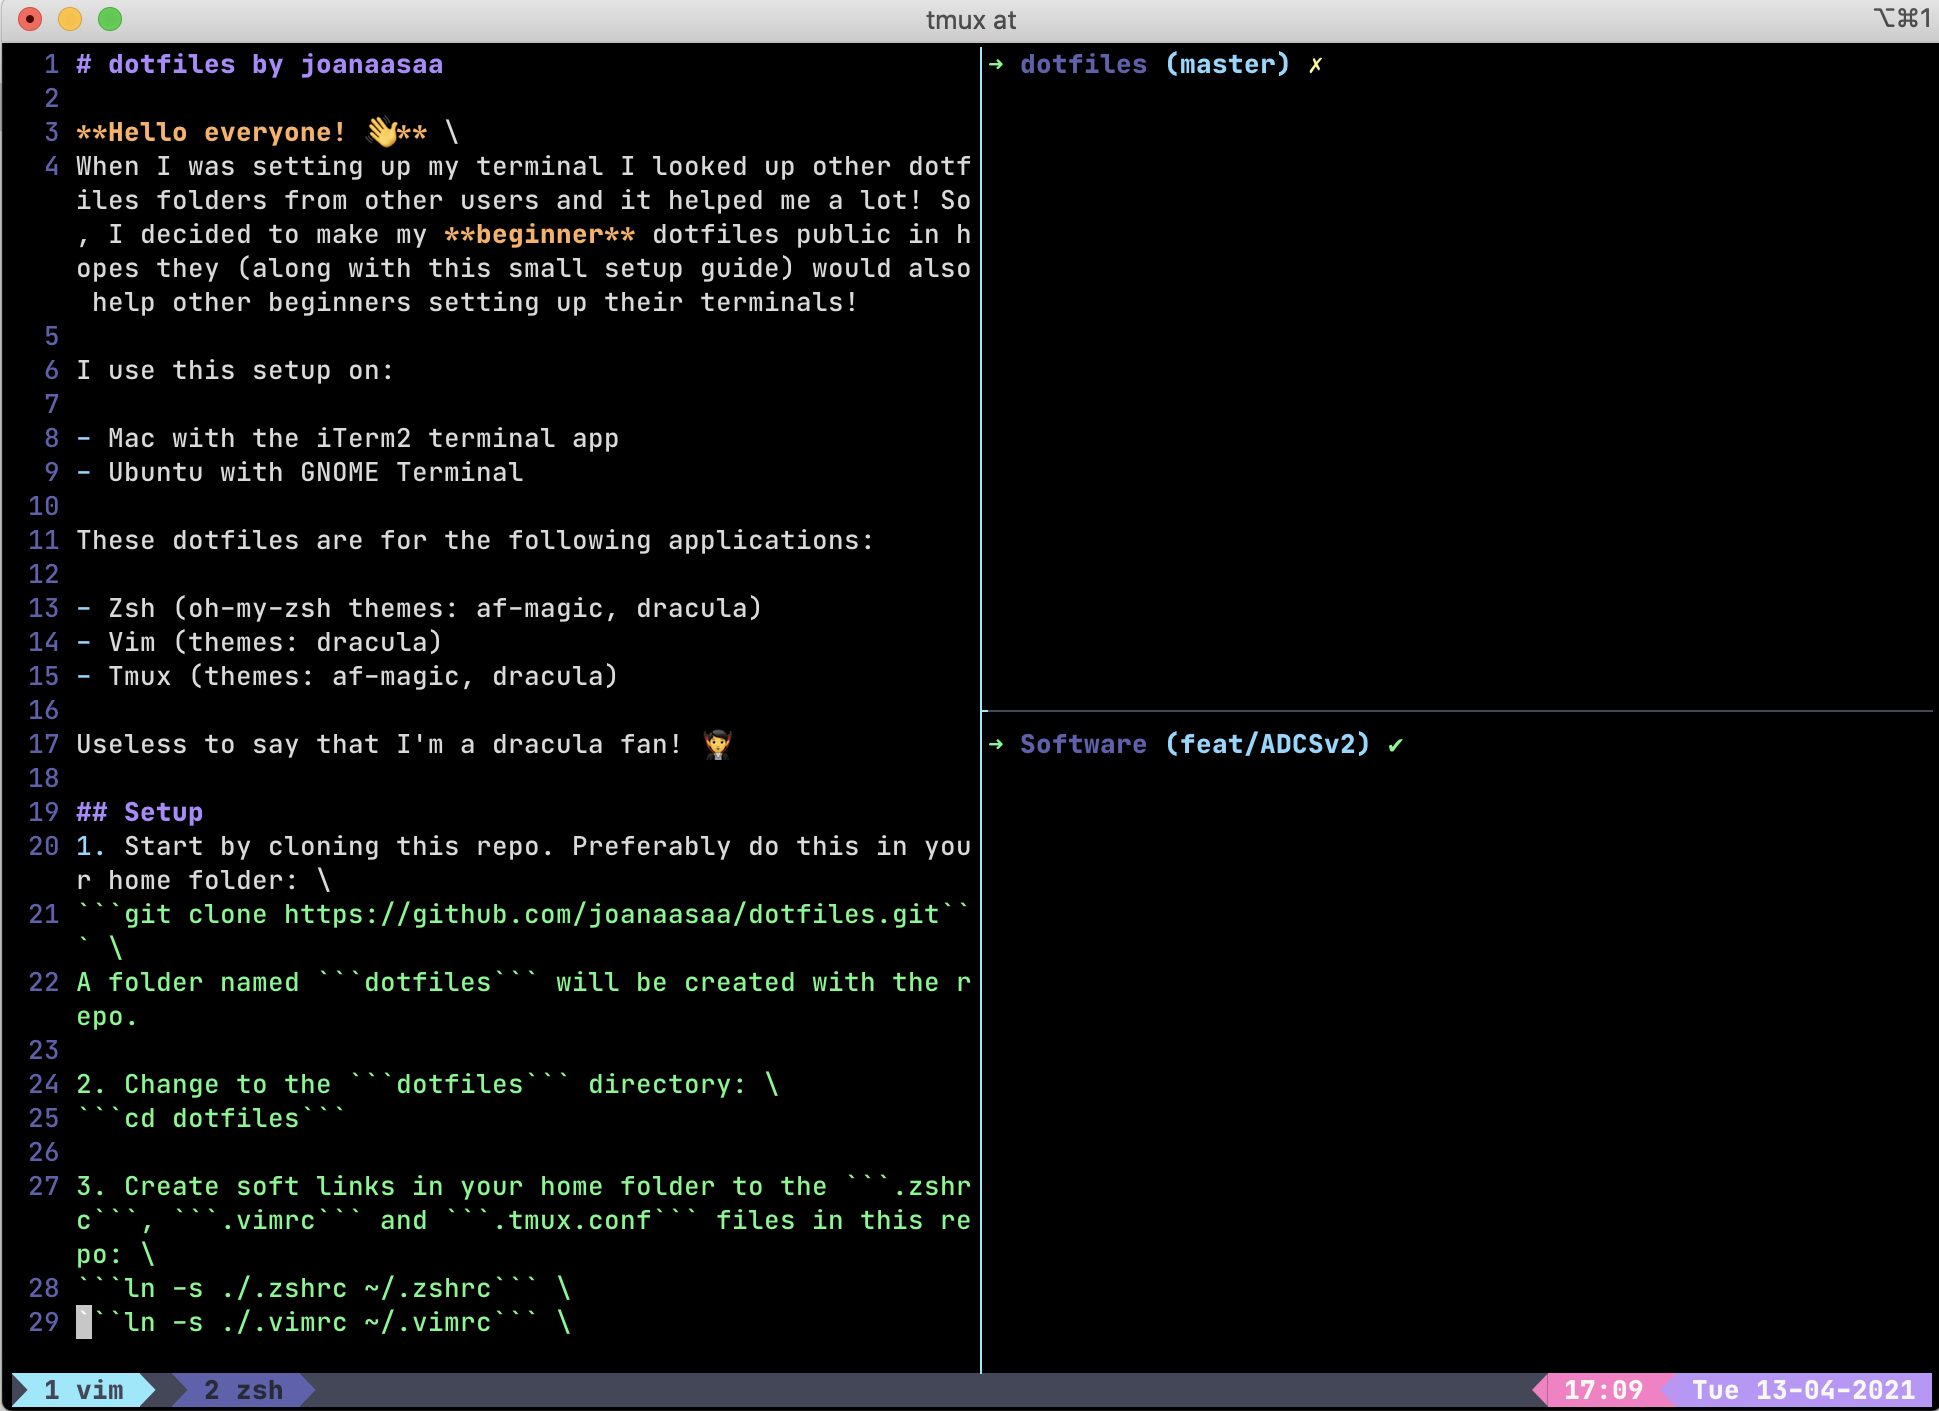 tmux at
⌥⌘1
1 # dotfiles by joanaasaa
2
3 **Hello everyone! 👋** \
4 When I was setting up my terminal I looked up other dotf
iles folders from other users and it helped me a lot! So
, I decided to make my **beginner** dotfiles public in h
opes they (along with this small setup guide) would also
 help other beginners setting up their terminals!
5
6 I use this setup on:
7
8 - Mac with the iTerm2 terminal app
9 - Ubuntu with GNOME Terminal
10
11 These dotfiles are for the following applications:
12
13 - Zsh (oh-my-zsh themes: af-magic, dracula)
14 - Vim (themes: dracula)
15 - Tmux (themes: af-magic, dracula)
16
17 Useless to say that I'm a dracula fan! 🧛
18
19 ## Setup
20 1. Start by cloning this repo. Preferably do this in you
r home folder: \
21 ```git clone https://github.com/joanaasaa/dotfiles.git``
` \
22 A folder named ```dotfiles``` will be created with the r
epo.
23
24 2. Change to the ```dotfiles``` directory: \
25 ```cd dotfiles```
26
27 3. Create soft links in your home folder to the ```.zshr
c```, ```.vimrc``` and ```.tmux.conf``` files in this re
po: \
28 ```ln -s ./.zshrc ~/.zshrc``` \
29 ```ln -s ./.vimrc ~/.vimrc``` \
➜ dotfiles (master) ✗
➜ Software (feat/ADCSv2) ✔
1 vim
2 zsh
17:09
Tue 13-04-2021